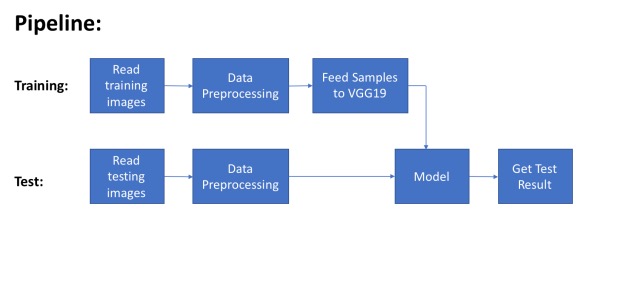 Pipeline:
Training:
Read
training
images
Data
Preprocessing
Feed Samples
to VGG19
Test:
Read
testing
images
Data
Preprocessing
Model
Get Test
Result